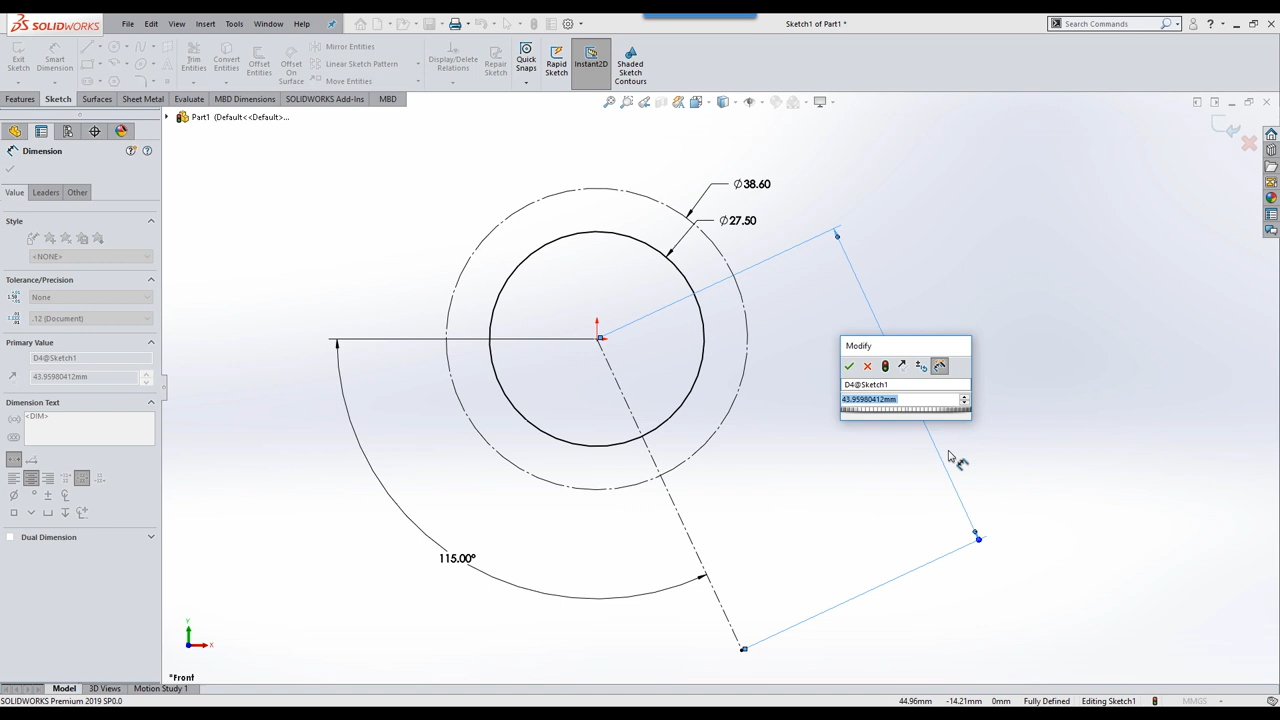 SOLIDWORKS
File
Edit
View
Insert
Tools
Window
Help
Sketch1 of Part1 *
Search Commands
Exit Sketch
Smart Dimension
Trim Entities
Convert Entities
Offset Entities
Offset On Surface
Mirror Entities
Linear Sketch Pattern
Move Entities
Display/Delete Relations
Repair Sketch
Quick Snaps
Rapid Sketch
Instant2D
Shaded Sketch Contours
Features
Sketch
Surfaces
Sheet Metal
Evaluate
MBD Dimensions
SOLIDWORKS Add-Ins
MBD
Part1 (Default<<Default>...
Dimension
Value
Leaders
Other
Style
<NONE>
Tolerance/Precision
None
.12 (Document)
Primary Value
D4@Sketch1
43.95980412mm
Dimension Text
<DIM>
Dual Dimension
∅38.60
∅27.50
115.00°
Modify
D4@Sketch1
43.95980412mm
Y
X
*Front
Model
3D Views
Motion Study 1
SOLIDWORKS Premium 2019 SP0.0
44.96mm
-14.21mm
0mm
Fully Defined
Editing Sketch1
MMGS